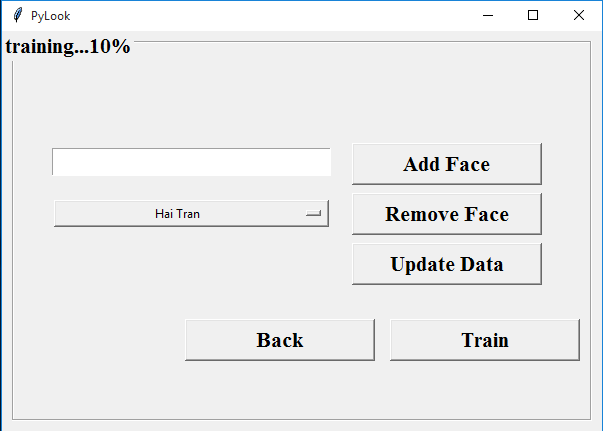 PyLook
training...10%
Add Face
Hai Tran
Remove Face
Update Data
Back
Train